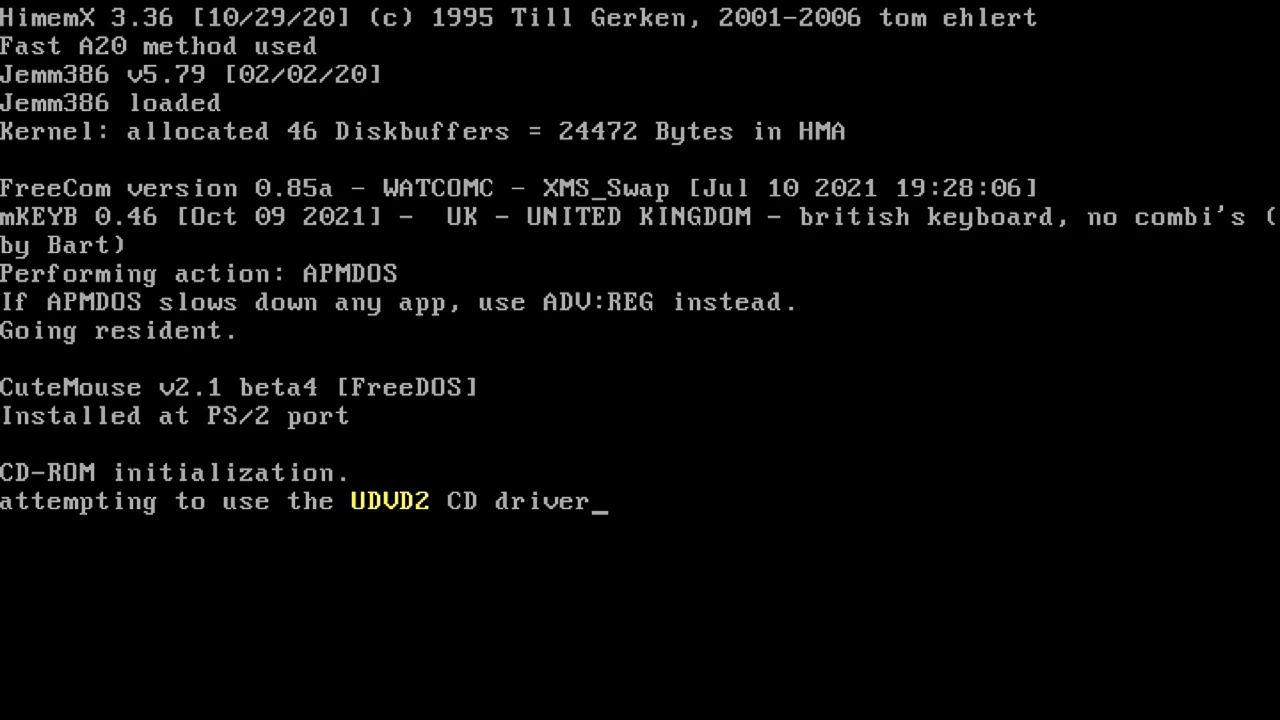 HimemX 3.36 [10/29/20] (c) 1995 Till Gerken, 2001-2006 tom ehlert
Fast A20 method used
Jemm386 v5.79 [02/02/20]
Jemm386 loaded
Kernel: allocated 46 Diskbuffers = 24472 Bytes in HMA
FreeCom version 0.85a - WATCOMC - XMS_Swap [Jul 10 2021 19:28:06]
mKEYB 0.46 [Oct 09 2021] -  UK - UNITED KINGDOM - british keyboard, no combi's (
by Bart)
Performing action: APMDOS
If APMDOS slows down any app, use ADV:REG instead.
Going resident.
CuteMouse v2.1 beta4 [FreeDOS]
Installed at PS/2 port
CD-ROM initialization.
attempting to use the UDVD2 CD driver_